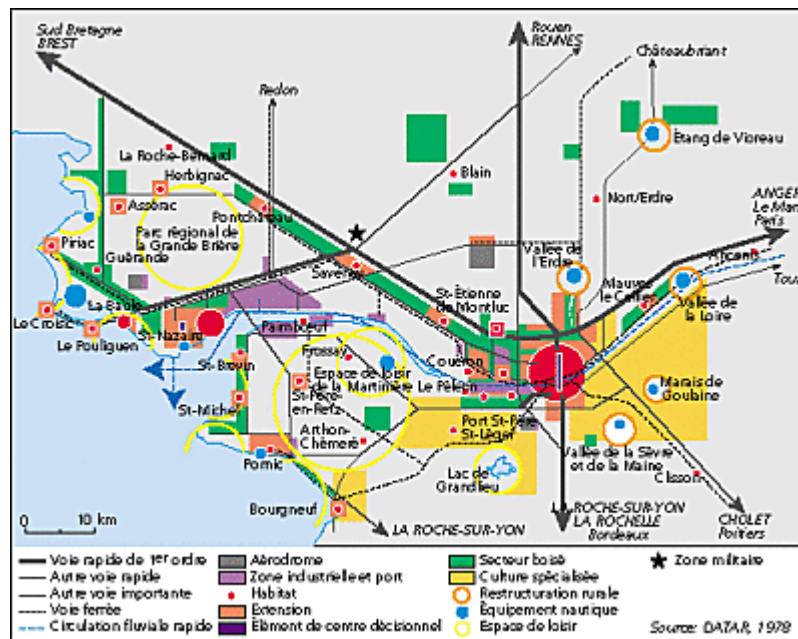 Sud Bretagne
BREST
Rouen
RENNES
Châteaubriant
Redon
Étang de Vioreau
La Roche-Bernard
Herbignac
Blain
Nort/Erdre
ANGERS
Le Mans
Paris
Assérac
Pontchâteau
Parc régional de
la Grande Brière
Piriac
Guérande
Savenay
Vallée de
l'Erdre
Ancenis
Mauves
Le Cellier
Tours
Vallée de
la Loire
La Baule
St-Étienne
de Montluc
Le Croisic
Le Pouliguen
St-Nazaire
Paimbœuf
Couëron
St-Brévin
Frossay
Espace de loisir
de la Martinière
Le Pellerin
Marais de
Goulaine
St-Michel
St-Père-
en-Retz
Arthon-
Chémeré
Port St-Père
St-Léger
Vallée de la Sèvre
et de la Maine
Clisson
Pornic
Lac de
Grandlieu
Bourgneuf
LA ROCHE-SUR-YON
LA ROCHE-SUR-YON
LA ROCHELLE
Bordeaux
CHOLET
Poitiers
0 10 km
Voie rapide de 1er ordre
Autre voie rapide
Autre voie importante
Voie ferrée
Circulation fluviale rapide
Aérodrome
Zone industrielle et port
Habitat
Extension
Élément de centre décisionnel
Secteur boisé
Culture spécialisée
Restructuration rurale
Équipement nautique
Espace de loisir
Zone militaire
Source: DATAR, 1978